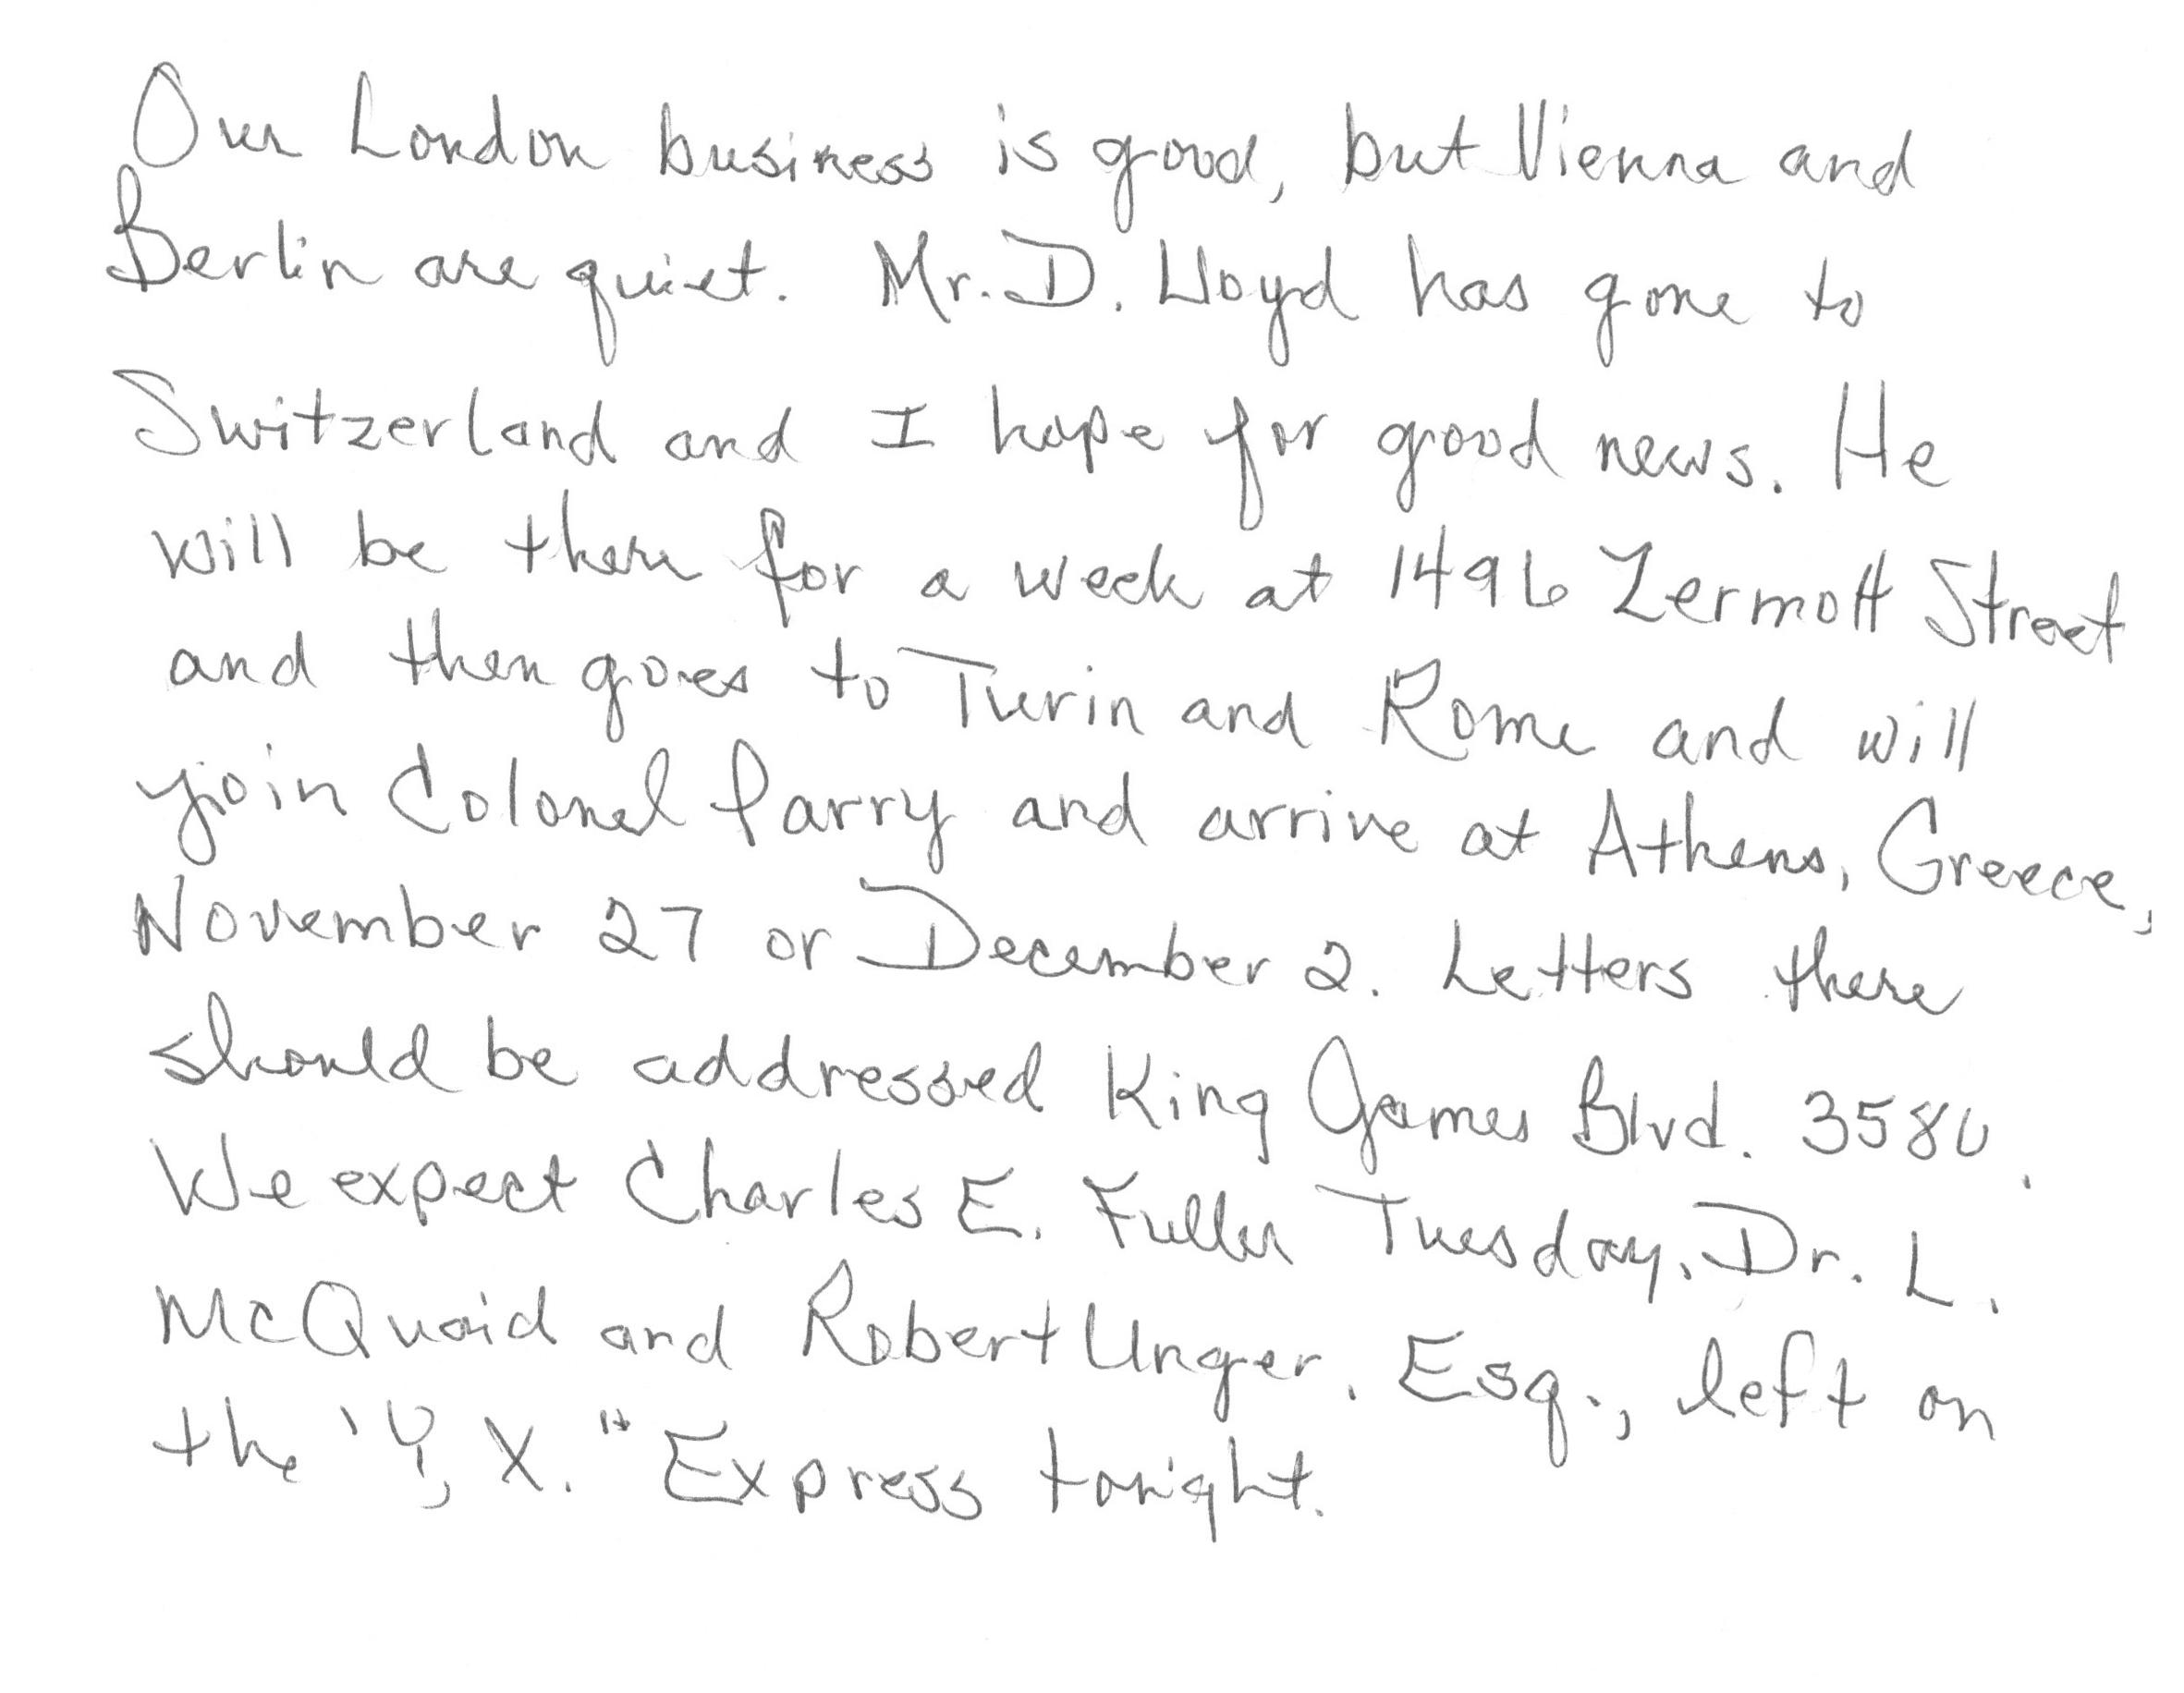 Our London business is good, but Vienna and
Berlin are quiet. Mr. D. Lloyd has gone to
Switzerland and I hope for good news. He
will be there for a week at 1496 Zermott Street
and then goes to Turin and Rome and will
join Colonel Parry and arrive at Athens, Greece,
November 27 or December 2. Letters there
should be addressed King James Blvd. 3580.
We expect Charles E. Fuller Tuesday. Dr. L.
McQuaid and Robert Unger, Esq., left on
the "Y, X." Express tonight.